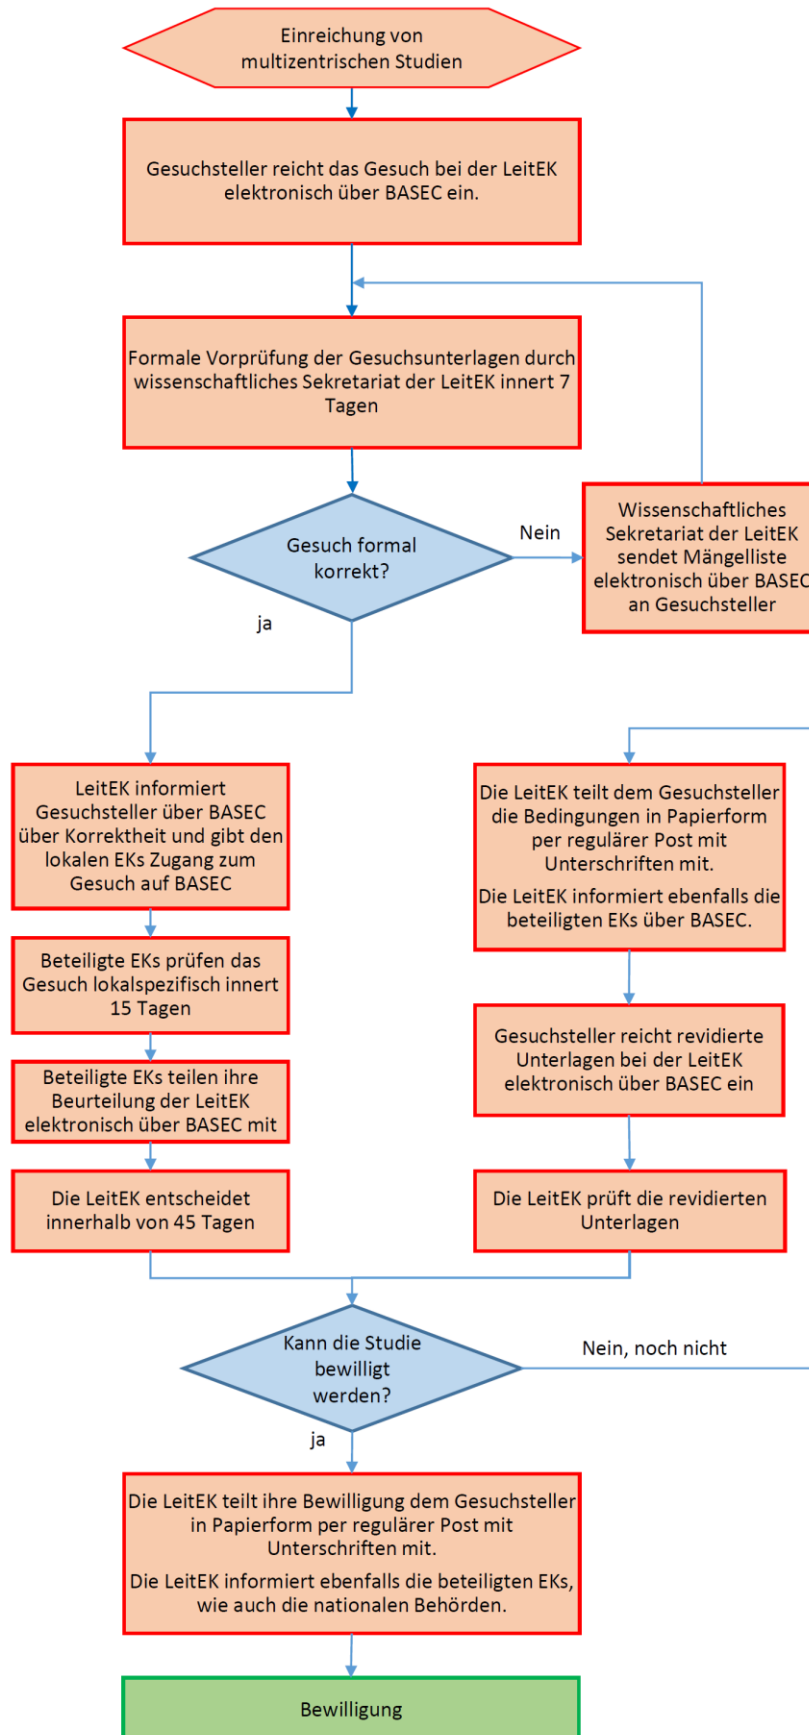 Einreichung von
multizentrischen Studien
Gesuchsteller reicht das Gesuch bei der LeitEK
elektronisch über BASEC ein.
Formale Vorprüfung der Gesuchsunterlagen durch
wissenschaftliches Sekretariat der LeitEK innert 7
Tagen
Gesuch formal
korrekt?
Nein
Wissenschaftliches
Sekretariat der LeitEK
sendet Mängelliste
elektronisch über BASEC
an Gesuchsteller
ja
LeitEK informiert
Gesuchsteller über BASEC
über Korrektheit und gibt den
lokalen EKs Zugang zum
Gesuch auf BASEC
Beteiligte EKs prüfen das
Gesuch lokalspezifisch innert
15 Tagen
Beteiligte EKs teilen ihre
Beurteilung der LeitEK
elektronisch über BASEC mit
Die LeitEK entscheidet
innerhalb von 45 Tagen
Die LeitEK teilt dem Gesuchsteller
die Bedingungen in Papierform
per regulärer Post mit
Unterschriften mit.
Die LeitEK informiert ebenfalls die
beteiligten EKs über BASEC.
Gesuchsteller reicht revidierte
Unterlagen bei der LeitEK
elektronisch über BASEC ein
Die LeitEK prüft die revidierten
Unterlagen
Kann die Studie
bewilligt
werden?
Nein, noch nicht
ja
Die LeitEK teilt ihre Bewilligung dem Gesuchsteller
in Papierform per regulärer Post mit
Unterschriften mit.
Die LeitEK informiert ebenfalls die beteiligten EKs,
wie auch die nationalen Behörden.
Bewilligung